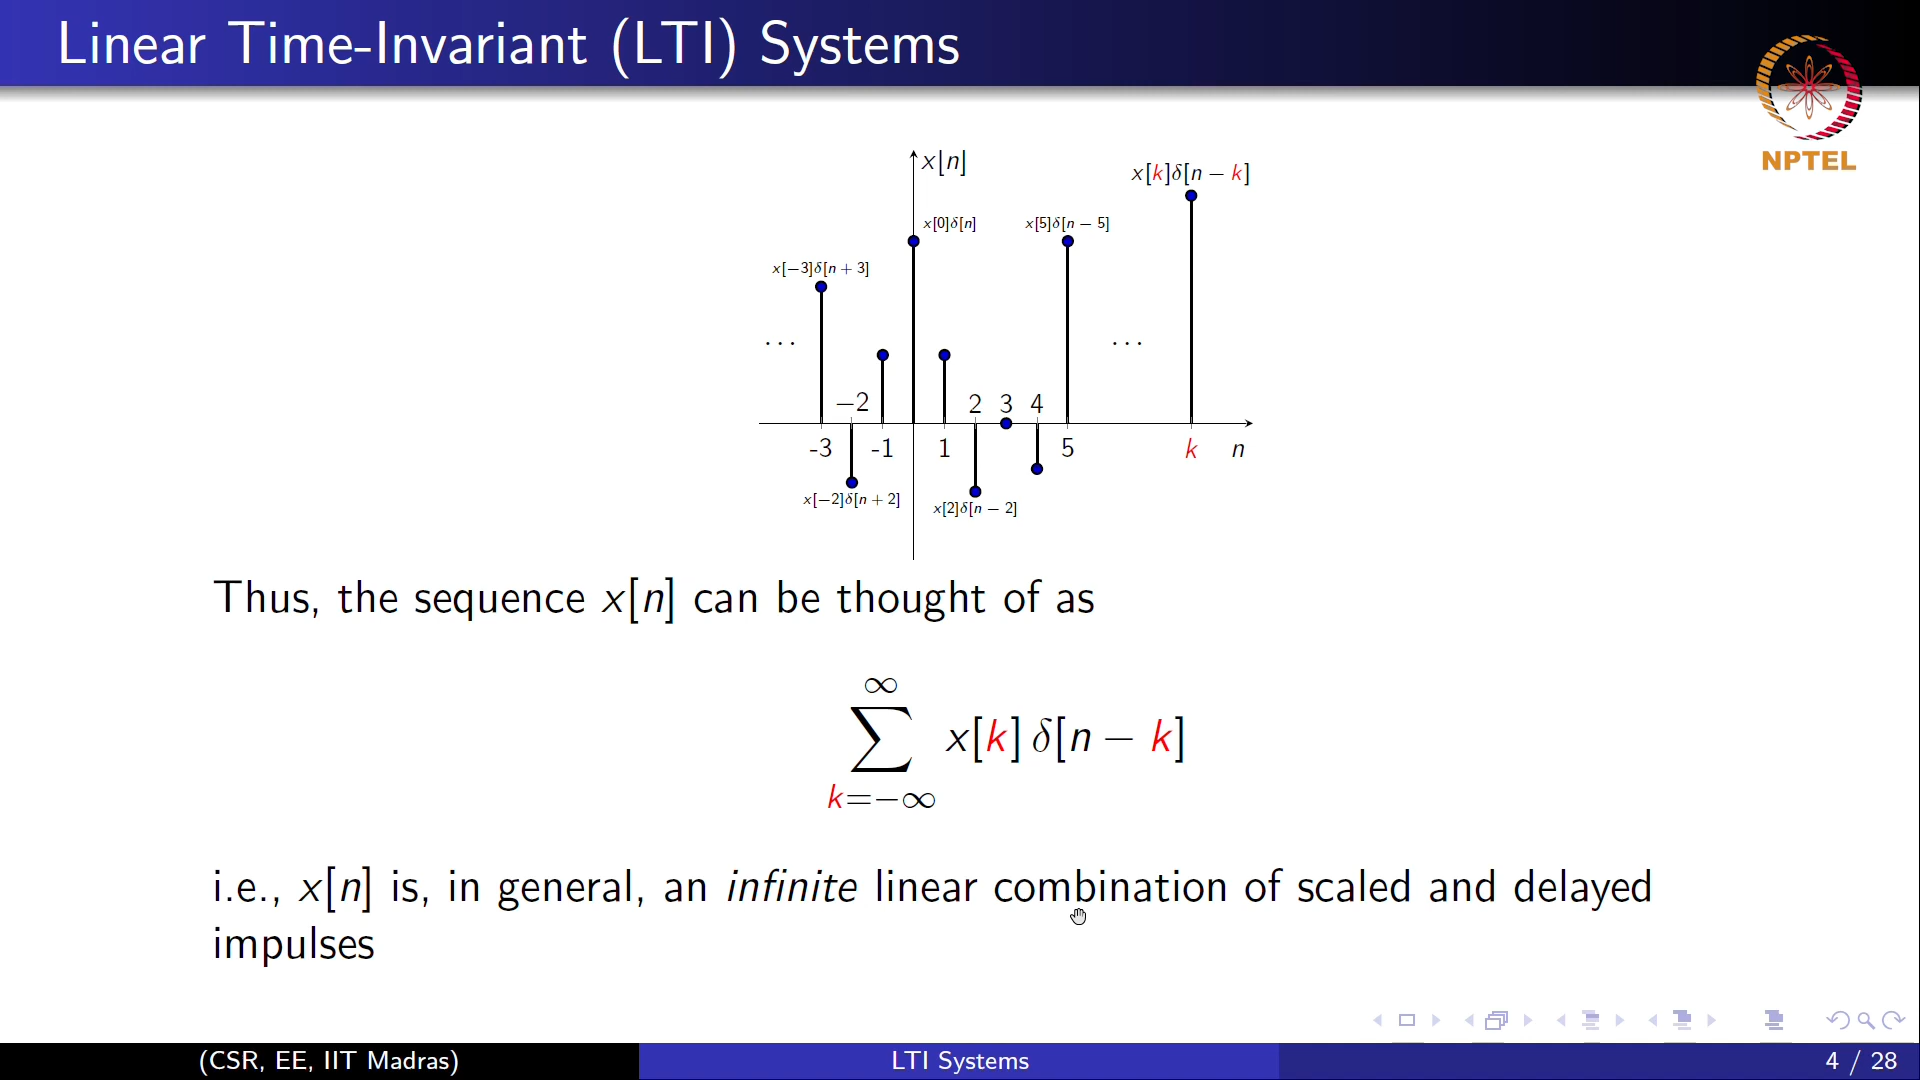 Linear Time-Invariant (LTI) Systems
NPTEL
x[n]
x[k]δ[n − k]
x[0]δ[n]
x[5]δ[n − 5]
x[−3]δ[n + 3]
··· ···
−2 2 3 4
-3 -1 1 5 k n
x[−2]δ[n + 2]
x[2]δ[n − 2]
Thus, the sequence x[n] can be thought of as
∞
∑ x[k] δ[n − k]
k=−∞
i.e., x[n] is, in general, an infinite linear combination of scaled and delayed
impulses
(CSR, EE, IIT Madras) LTI Systems 4 / 28